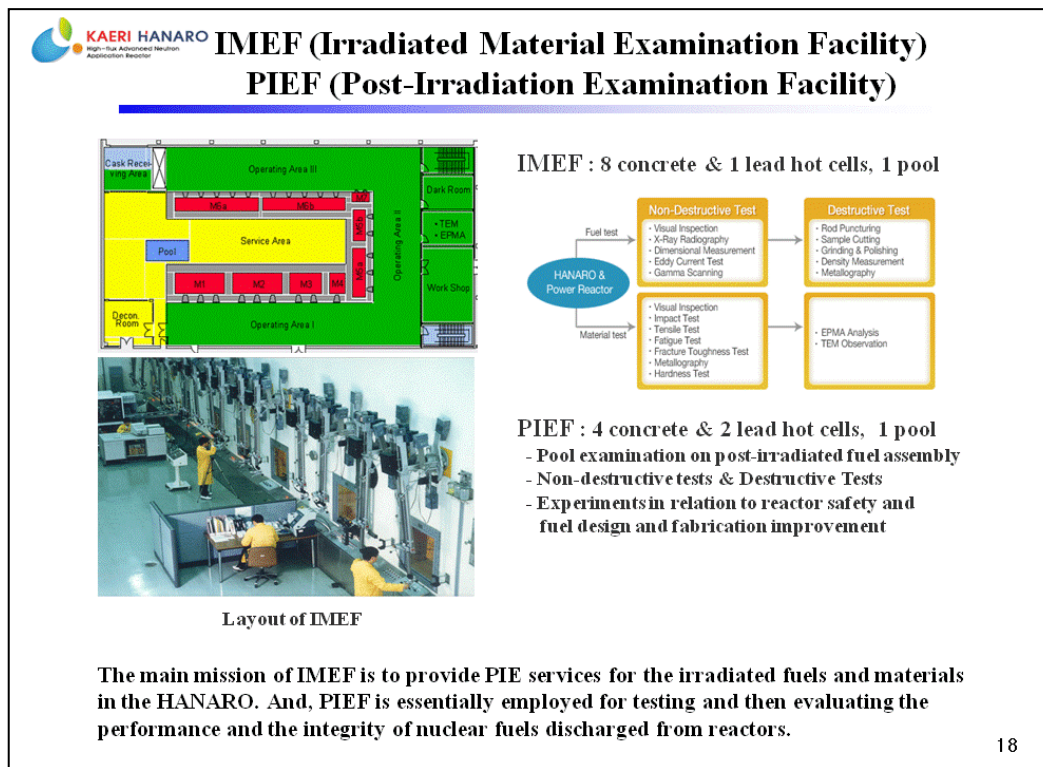 KAERI HANARO
High-flux Advanced Neutron
Application Reactor
IMEF (Irradiated Material Examination Facility)
PIEF (Post-Irradiation Examination Facility)
Cask Recei-
ving Area
Operating Area III
Dark Room
M6a
M6b
M7
M5b
• TEM
• EPMA
Service Area
Pool
Operating Area II
M5a
M1
M2
M3
M4
Work Shop
Decon.
Room
Operating Area I
Layout of IMEF
IMEF : 8 concrete & 1 lead hot cells, 1 pool
Non-Destructive Test
• Visual Inspection
• X-Ray Radiography
• Dimensional Measurement
• Eddy Current Test
• Gamma Scanning
Destructive Test
• Rod Puncturing
• Sample Cutting
• Grinding & Polishing
• Density Measurement
• Metallography
Fuel test
HANARO &
Power Reactor
Material test
• Visual Inspection
• Impact Test
• Tensile Test
• Fatigue Test
• Fracture Toughness Test
• Metallography
• Hardness Test
• EPMA Analysis
• TEM Observation
PIEF : 4 concrete & 2 lead hot cells, 1 pool
- Pool examination on post-irradiated fuel assembly
- Non-destructive tests & Destructive Tests
- Experiments in relation to reactor safety and
fuel design and fabrication improvement
The main mission of IMEF is to provide PIE services for the irradiated fuels and materials
in the HANARO. And, PIEF is essentially employed for testing and then evaluating the
performance and the integrity of nuclear fuels discharged from reactors.
18